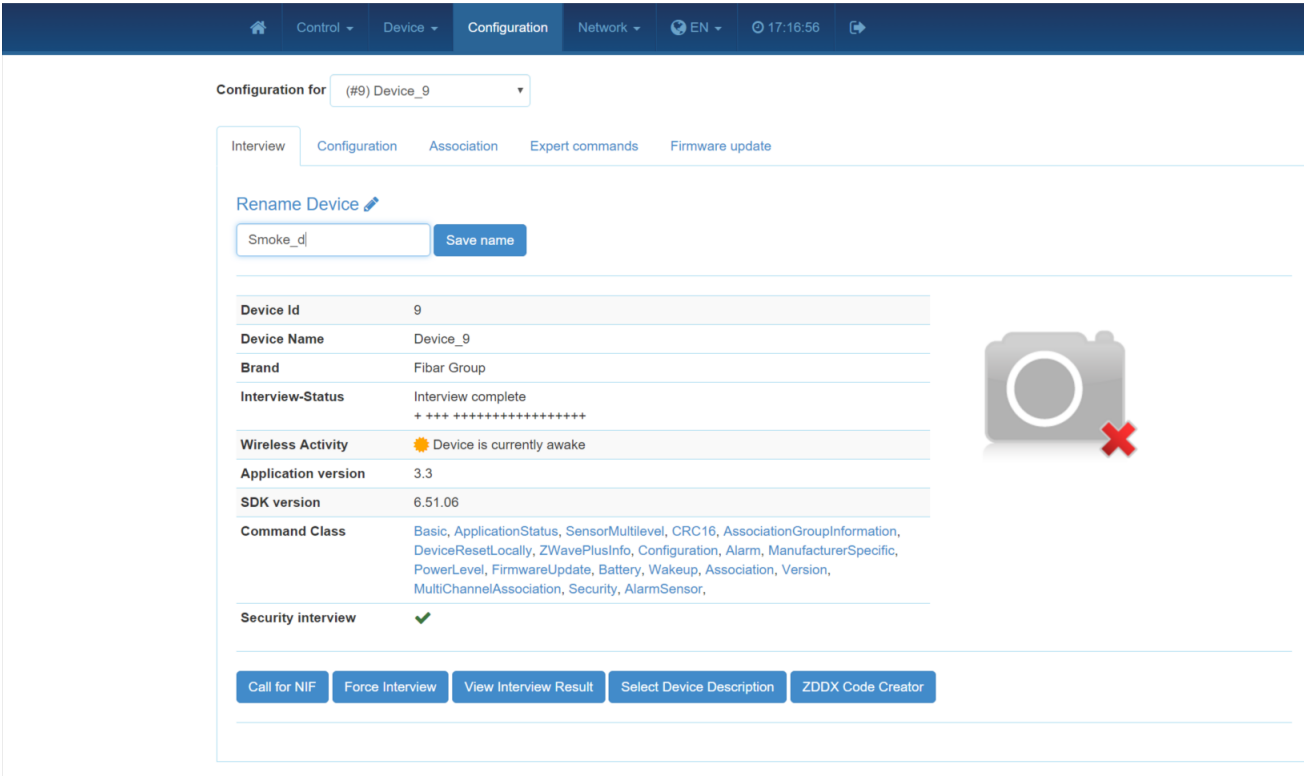 Control Device Configuration Network EN 17:16:56
Configuration for (#9) Device_9
Interview Configuration Association Expert commands Firmware update
Rename Device
Smoke_d Save name
Device Id 9
Device Name Device_9
Brand Fibar Group
Interview-Status Interview complete
+ +++ +++++++++++++++++
Wireless Activity Device is currently awake
Application version 3.3
SDK version 6.51.06
Command Class Basic, ApplicationStatus, SensorMultilevel, CRC16, AssociationGroupInformation,
DeviceResetLocally, ZWavePlusInfo, Configuration, Alarm, ManufacturerSpecific,
PowerLevel, FirmwareUpdate, Battery, Wakeup, Association, Version,
MultiChannelAssociation, Security, AlarmSensor,
Security interview
Call for NIF Force Interview View Interview Result Select Device Description ZDDX Code Creator